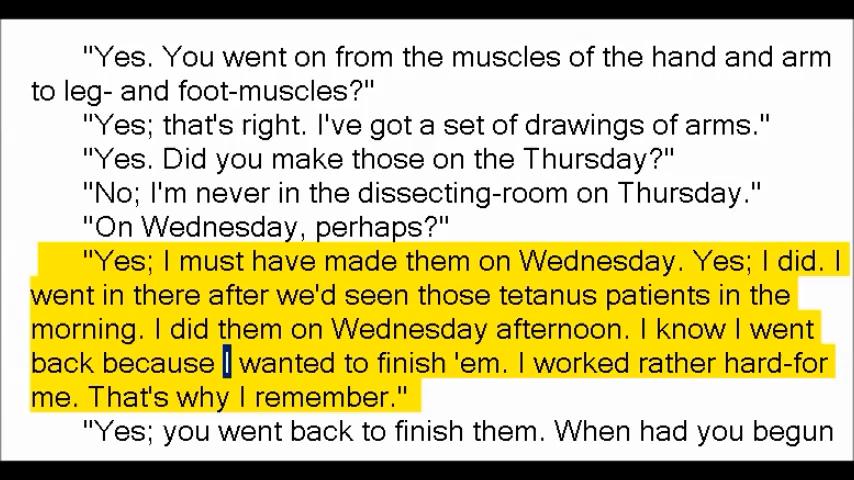 "Yes. You went on from the muscles of the hand and arm
to leg- and foot-muscles?"
"Yes; that's right. I've got a set of drawings of arms."
"Yes. Did you make those on the Thursday?"
"No; I'm never in the dissecting-room on Thursday."
"On Wednesday, perhaps?"
"Yes; I must have made them on Wednesday. Yes; I did. I
went in there after we'd seen those tetanus patients in the
morning. I did them on Wednesday afternoon. I know I went
back because I wanted to finish 'em. I worked rather hard-for
me. That's why I remember."
"Yes; you went back to finish them. When had you begun